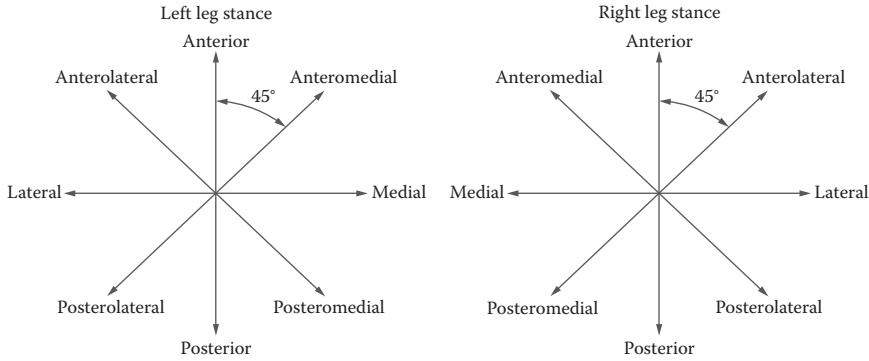 Left leg stance
Anterior
Anterolateral
Anteromedial
45°
Lateral
Medial
Posterolateral
Posteromedial
Posterior
Right leg stance
Anterior
Anteromedial
Anterolateral
45°
Medial
Lateral
Posteromedial
Posterolateral
Posterior